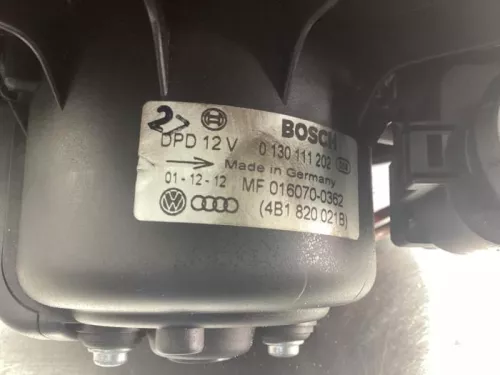 2>
BOSCH
DPD 12 V 0 130 111 202
Made in Germany
01-12-12 MF 016070-0362
(4B1 820 021B)